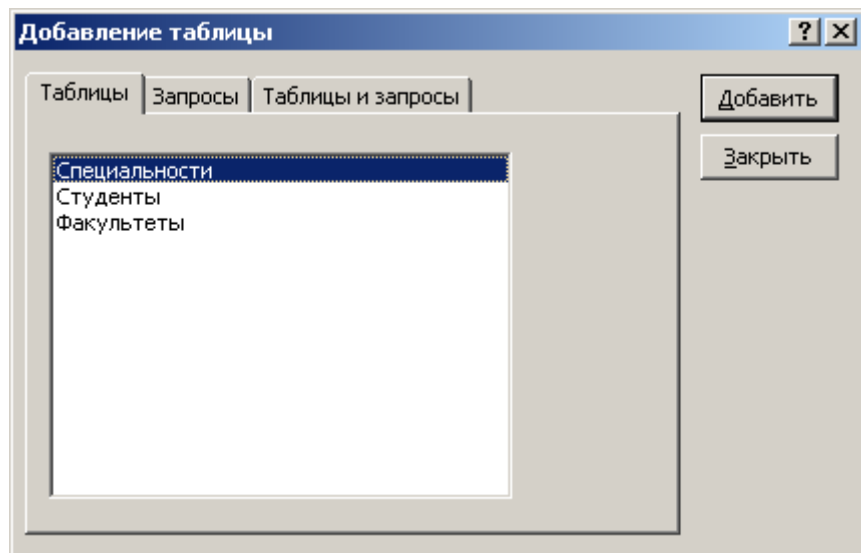 Добавление таблицы
Таблицы Запросы Таблицы и запросы
Добавить
Закрыть
Специальности
Студенты
Факультеты